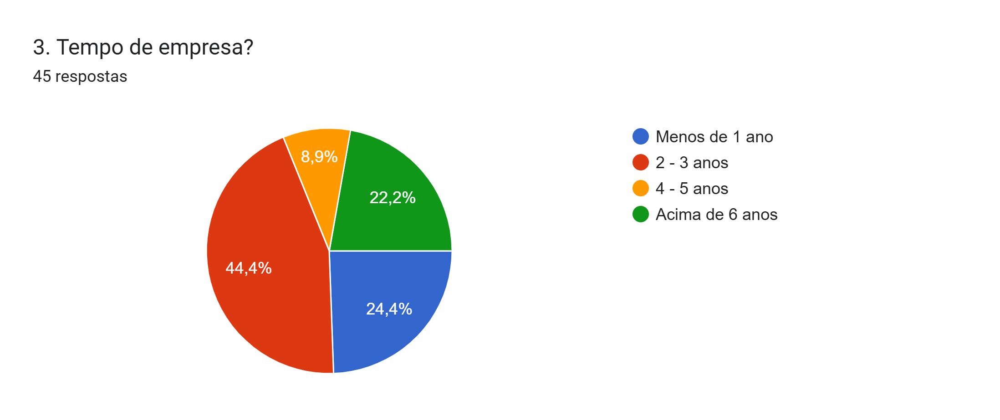 3. Tempo de empresa?
45 respostas
8,9%
22,2%
44,4%
24,4%
Menos de 1 ano
2 - 3 anos
4 - 5 anos
Acima de 6 anos